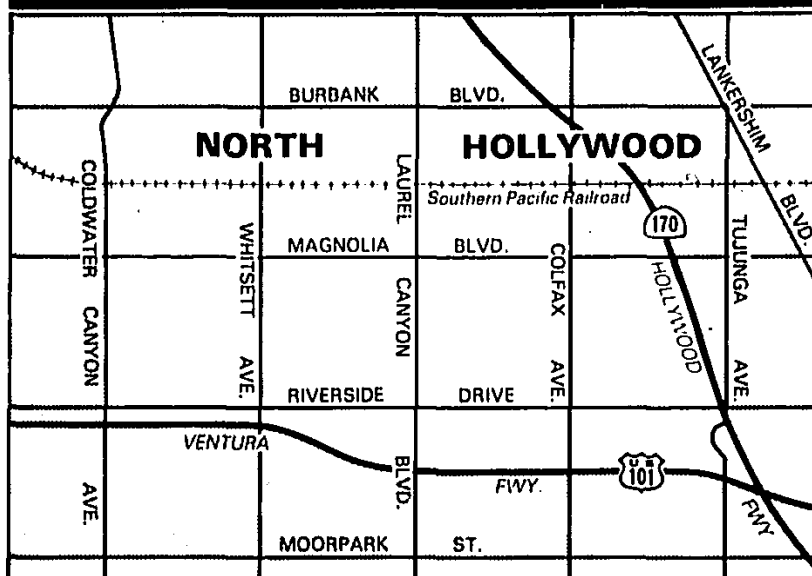 BURBANK BLVD.
LANKERSHIM BLVD.
NORTH HOLLYWOOD
Southern Pacific Railroad
COLDWATER CANYON AVE.
WHITSETT AVE.
LAUREL CANYON BLVD.
COLFAX AVE.
TUJUNGA AVE.
170
MAGNOLIA BLVD.
HOLLYWOOD FWY
RIVERSIDE DRIVE
VENTURA FWY.
U S
101
MOORPARK ST.